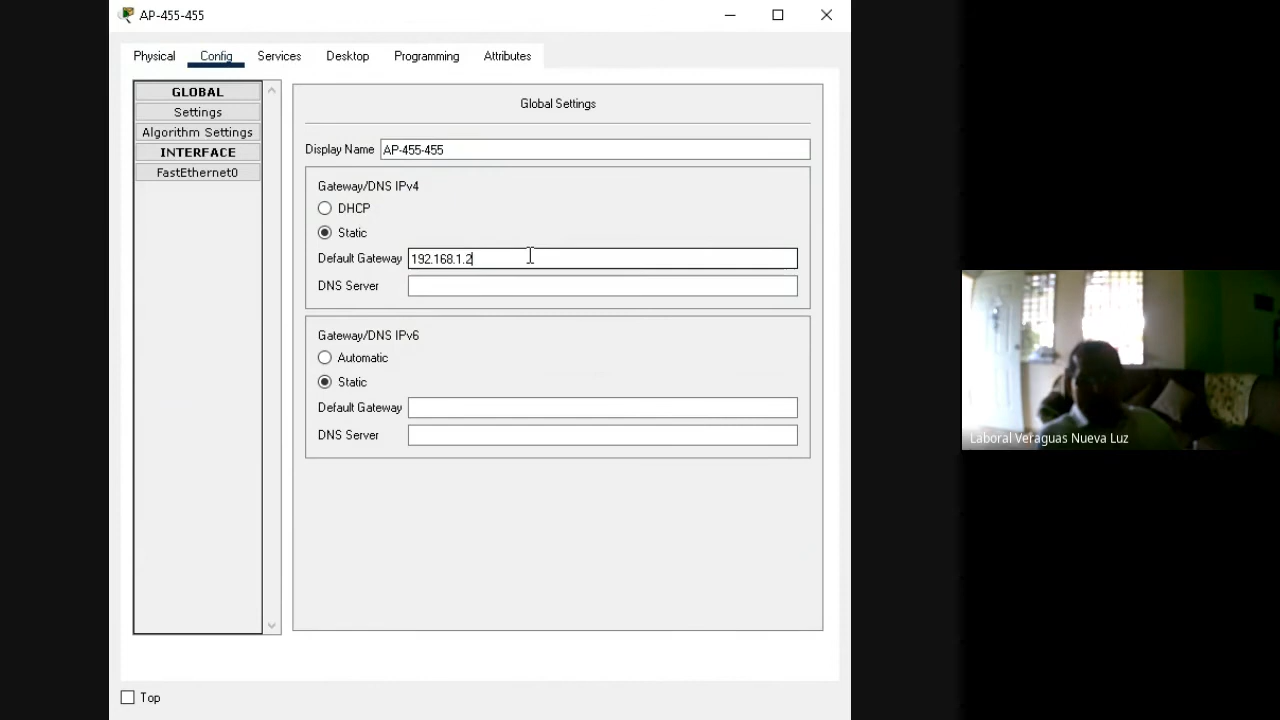 AP-455-455
Physical
Config
Services
Desktop
Programming
Attributes
GLOBAL
Settings
Algorithm Settings
INTERFACE
FastEthernet0
Global Settings
Display Name AP-455-455
Gateway/DNS IPv4
DHCP
Static
Default Gateway 192.168.1.2
DNS Server
Gateway/DNS IPv6
Automatic
Static
Default Gateway
DNS Server
Top
Laboral Veraguas Nueva Luz